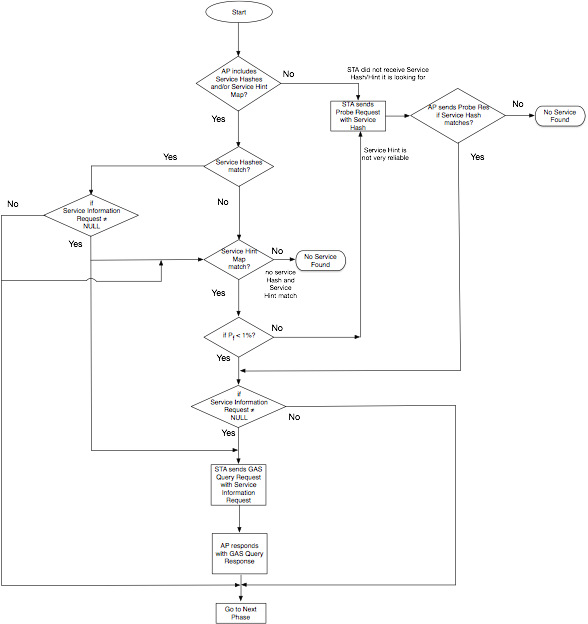 Start
AP includes
Service Hashes
and/or Service Hint
Map?
No
STA did not receive Service
Hash/Hint it is looking for
STA sends
Probe Request
with Service
Hash
AP sends Probe Res
if Service Hash
matches?
No
No Service
Found
Yes
Service Hint is
not very reliable
Yes
Yes
Service Hashes
match?
No
No
if
Service Information
Request ≠
NULL
Yes
Service Hint
Map
match?
No
No Service
Found
no service
Hash and
Service
Hint match
Yes
if Pf < 1%?
No
Yes
if
Service Information
Request ≠
NULL
No
Yes
STA sends GAS
Query Request
with Service
Information
Request
AP responds
with GAS Query
Response
Go to Next
Phase